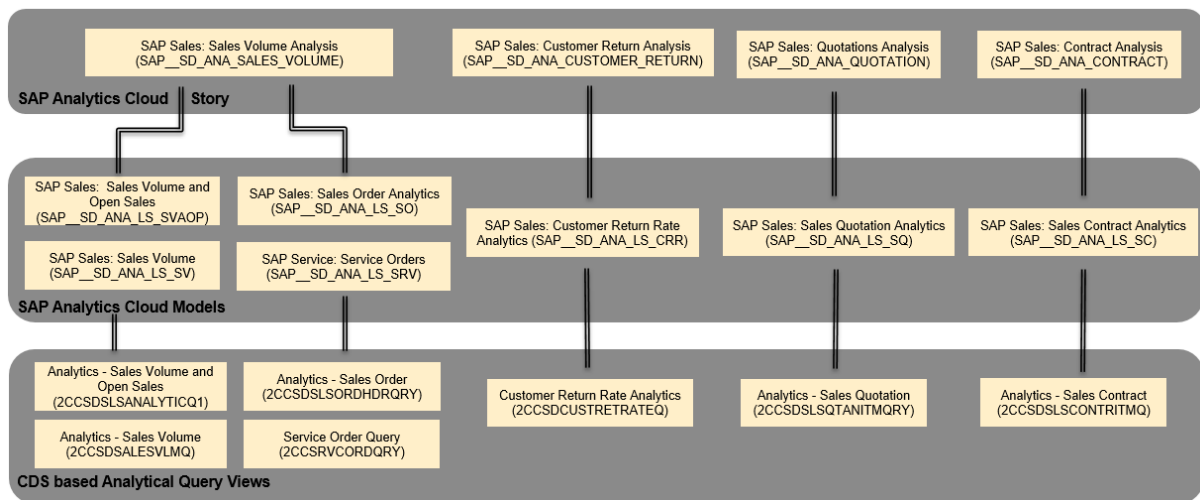 SAP Sales: Sales Volume Analysis
(SAP__SD_ANA_SALES_VOLUME)
SAP Sales: Customer Return Analysis
(SAP__SD_ANA_CUSTOMER_RETURN)
SAP Sales: Quotations Analysis
(SAP__SD_ANA_QUOTATION)
SAP Sales: Contract Analysis
(SAP__SD_ANA_CONTRACT)
SAP Analytics Cloud Story
SAP Sales: Sales Volume and
Open Sales
(SAP__SD_ANA_LS_SVAOP)
SAP Sales: Sales Order Analytics
(SAP__SD_ANA_LS_SO)
SAP Sales: Customer Return Rate
Analytics (SAP__SD_ANA_LS_CRR)
SAP Sales: Sales Quotation Analytics
(SAP__SD_ANA_LS_SQ)
SAP Sales: Sales Contract Analytics
(SAP__SD_ANA_LS_SC)
SAP Sales: Sales Volume
(SAP__SD_ANA_LS_SV)
SAP Service: Service Orders
(SAP__SD_ANA_LS_SRV)
SAP Analytics Cloud Models
Analytics - Sales Volume and
Open Sales
(2CCSDSLSANALYTICQ1)
Analytics - Sales Order
(2CCSDSLSORDHDRQRY)
Customer Return Rate Analytics
(2CCSDCUSTRETRATEQ)
Analytics - Sales Quotation
(2CCSDSLSQTANITMQRY)
Analytics - Sales Contract
(2CCSDSLSCONTRITMQ)
Analytics - Sales Volume
(2CCSDSALESVLMQ)
Service Order Query
(2CCSRVCORDQRY)
CDS based Analytical Query Views